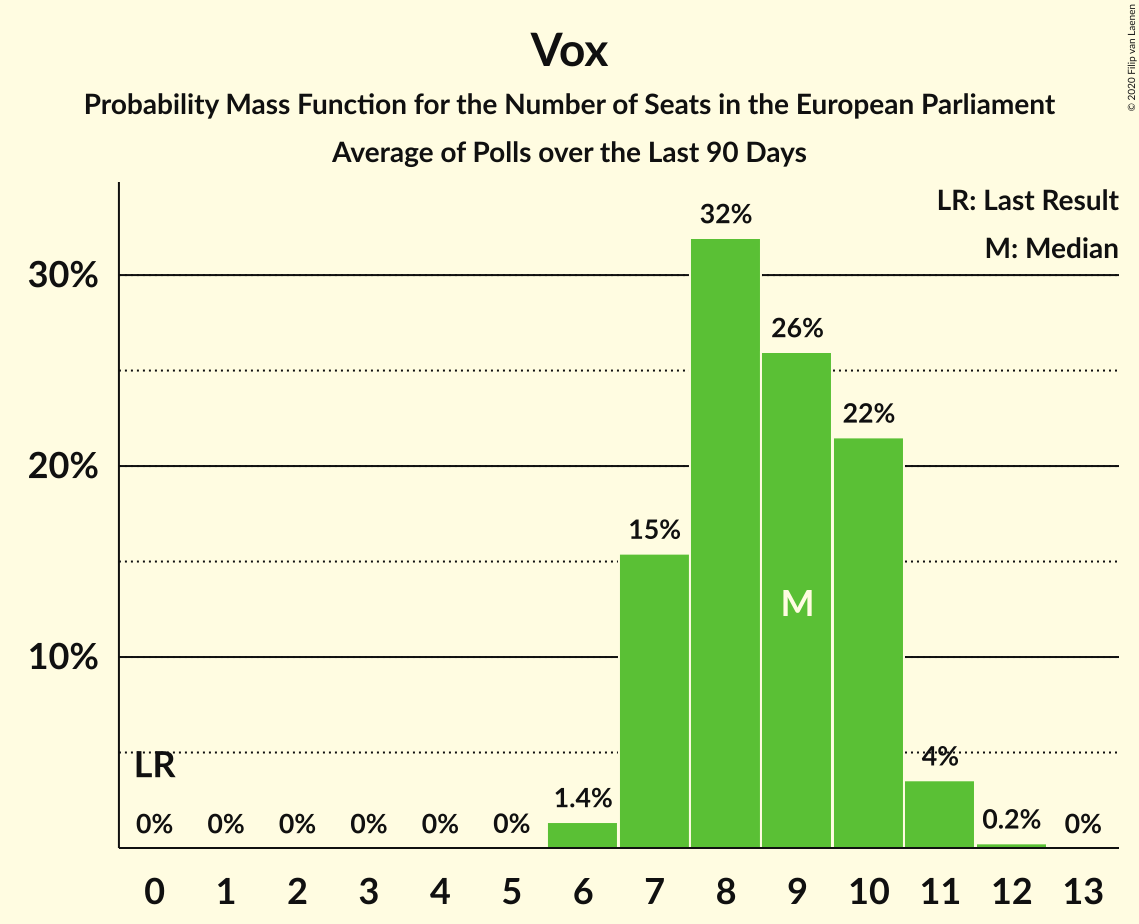 Vox
Probability Mass Function for the Number of Seats in the European Parliament
Average of Polls over the Last 90 Days
© 2020 Filip van Laenen
LR: Last Result
M: Median
30%
20%
10%
LR
0%
0%
0%
0%
0%
0%
1.4%
15%
32%
26%
22%
4%
0.2%
0%
M
0 1 2 3 4 5 6 7 8 9 10 11 12 13